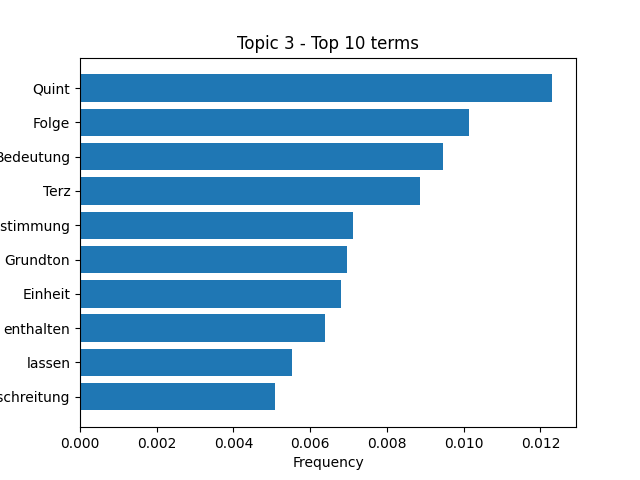 Topic 3 - Top 10 terms
Quint
Folge
Bedeutung
Terz
stimmung
Grundton
Einheit
enthalten
lassen
schreitung
0.000 0.002 0.004 0.006 0.008 0.010 0.012
Frequency